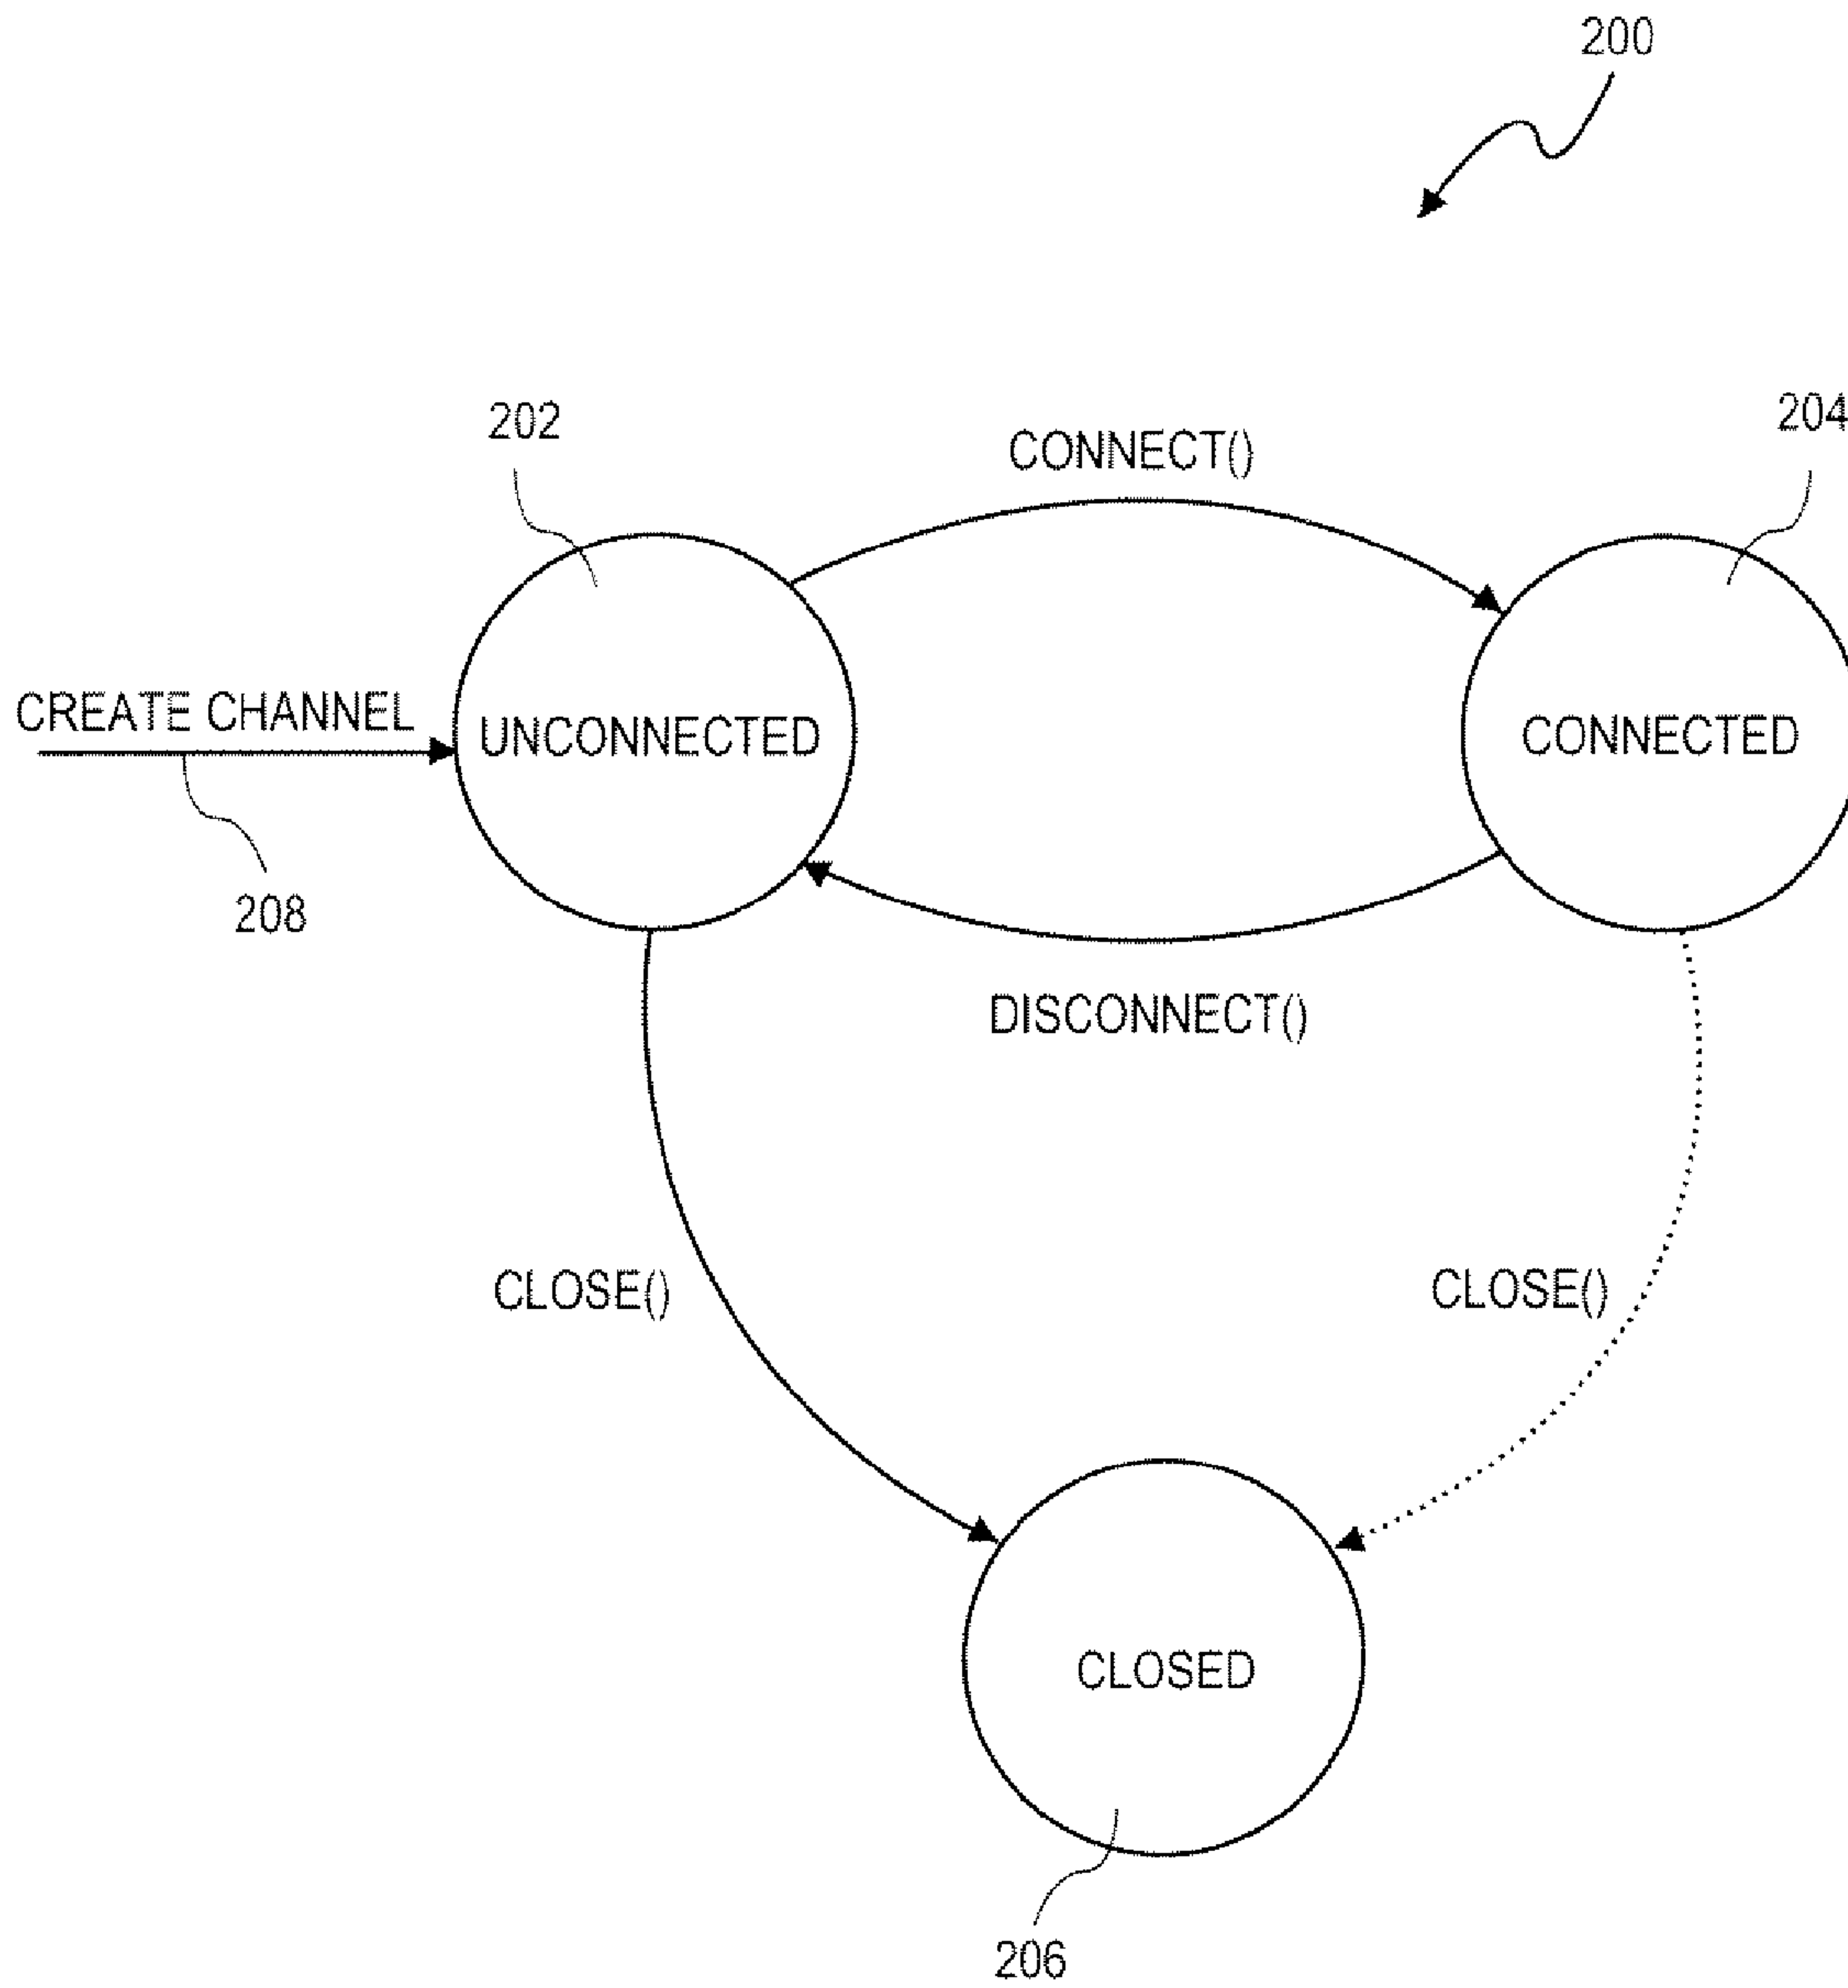 200
202
204
CONNECT()
CREATE CHANNEL
UNCONNECTED
CONNECTED
208
DISCONNECT()
CLOSE()
CLOSE()
CLOSED
206